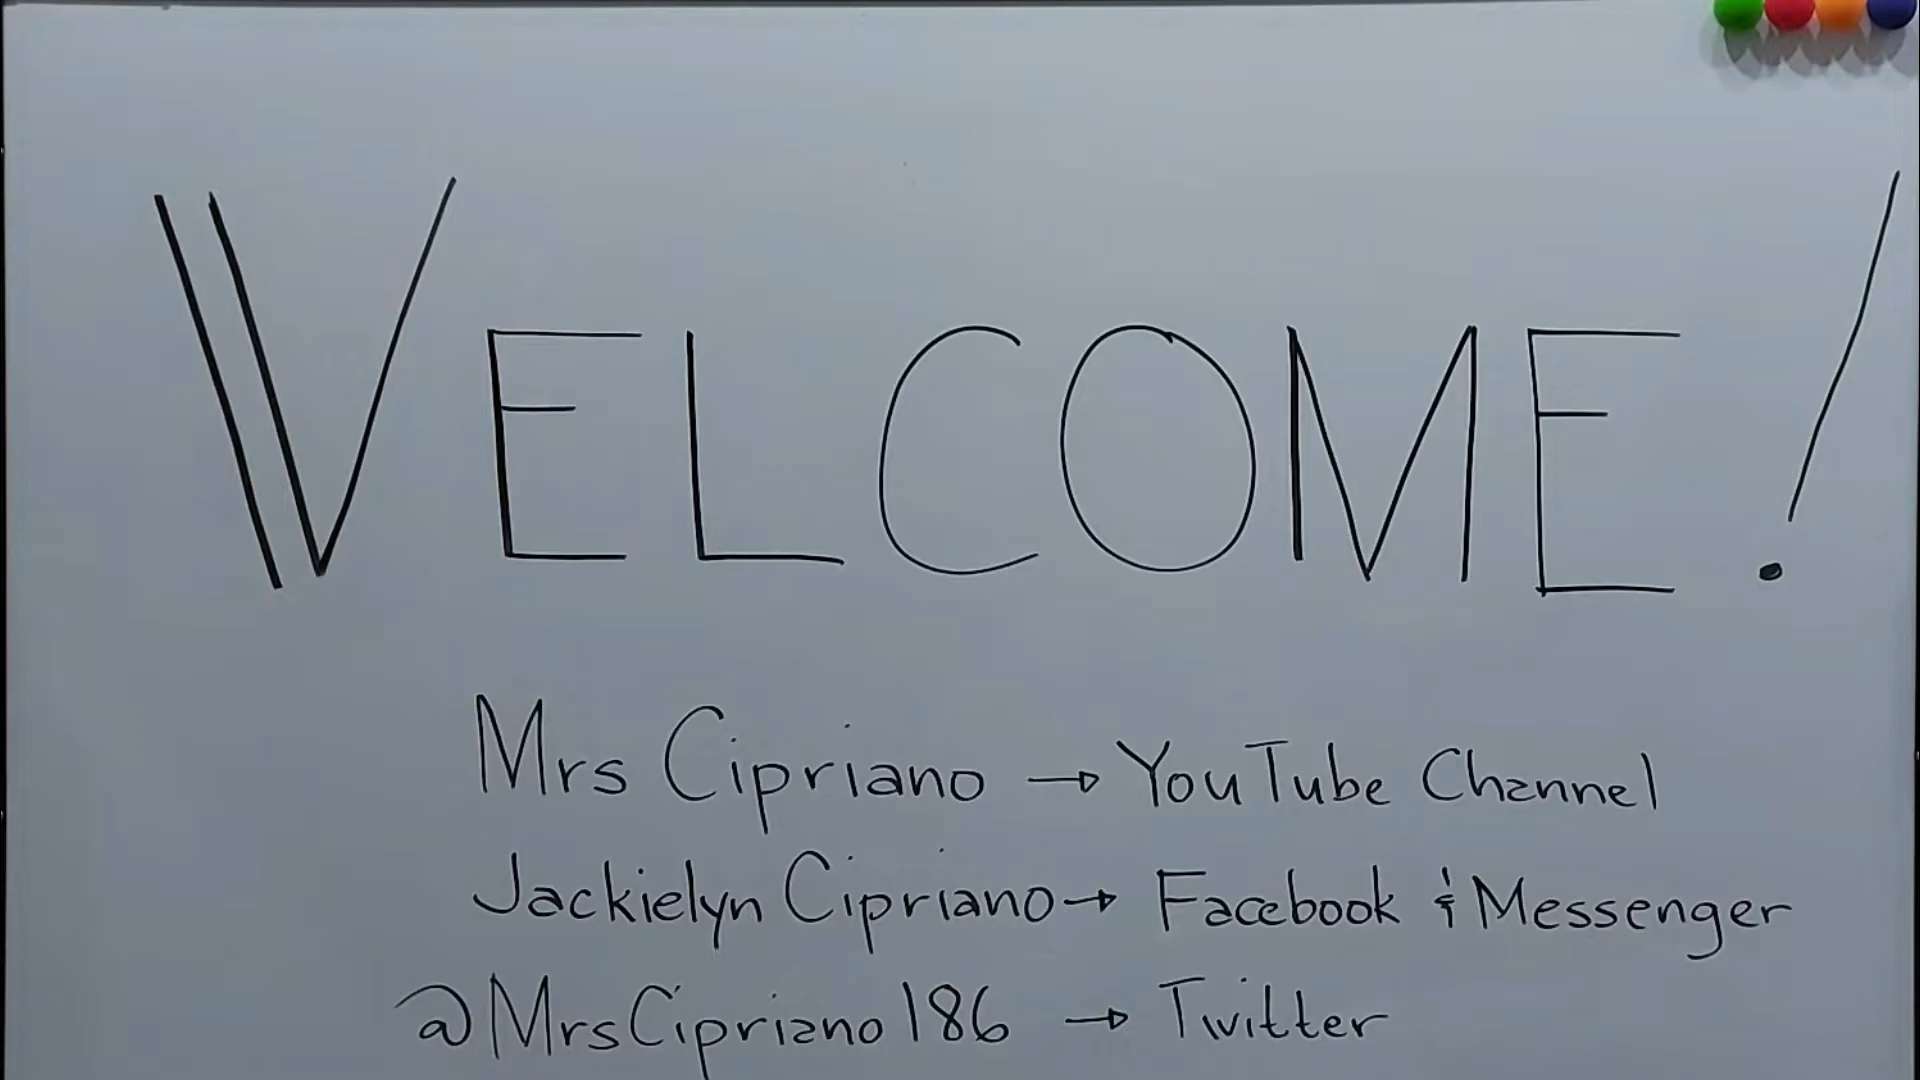 WELCOME!
Mrs Cipriano → YouTube Channel
Jackielyn Cipriano → Facebook & Messenger
@MrsCipriano186 → Twitter